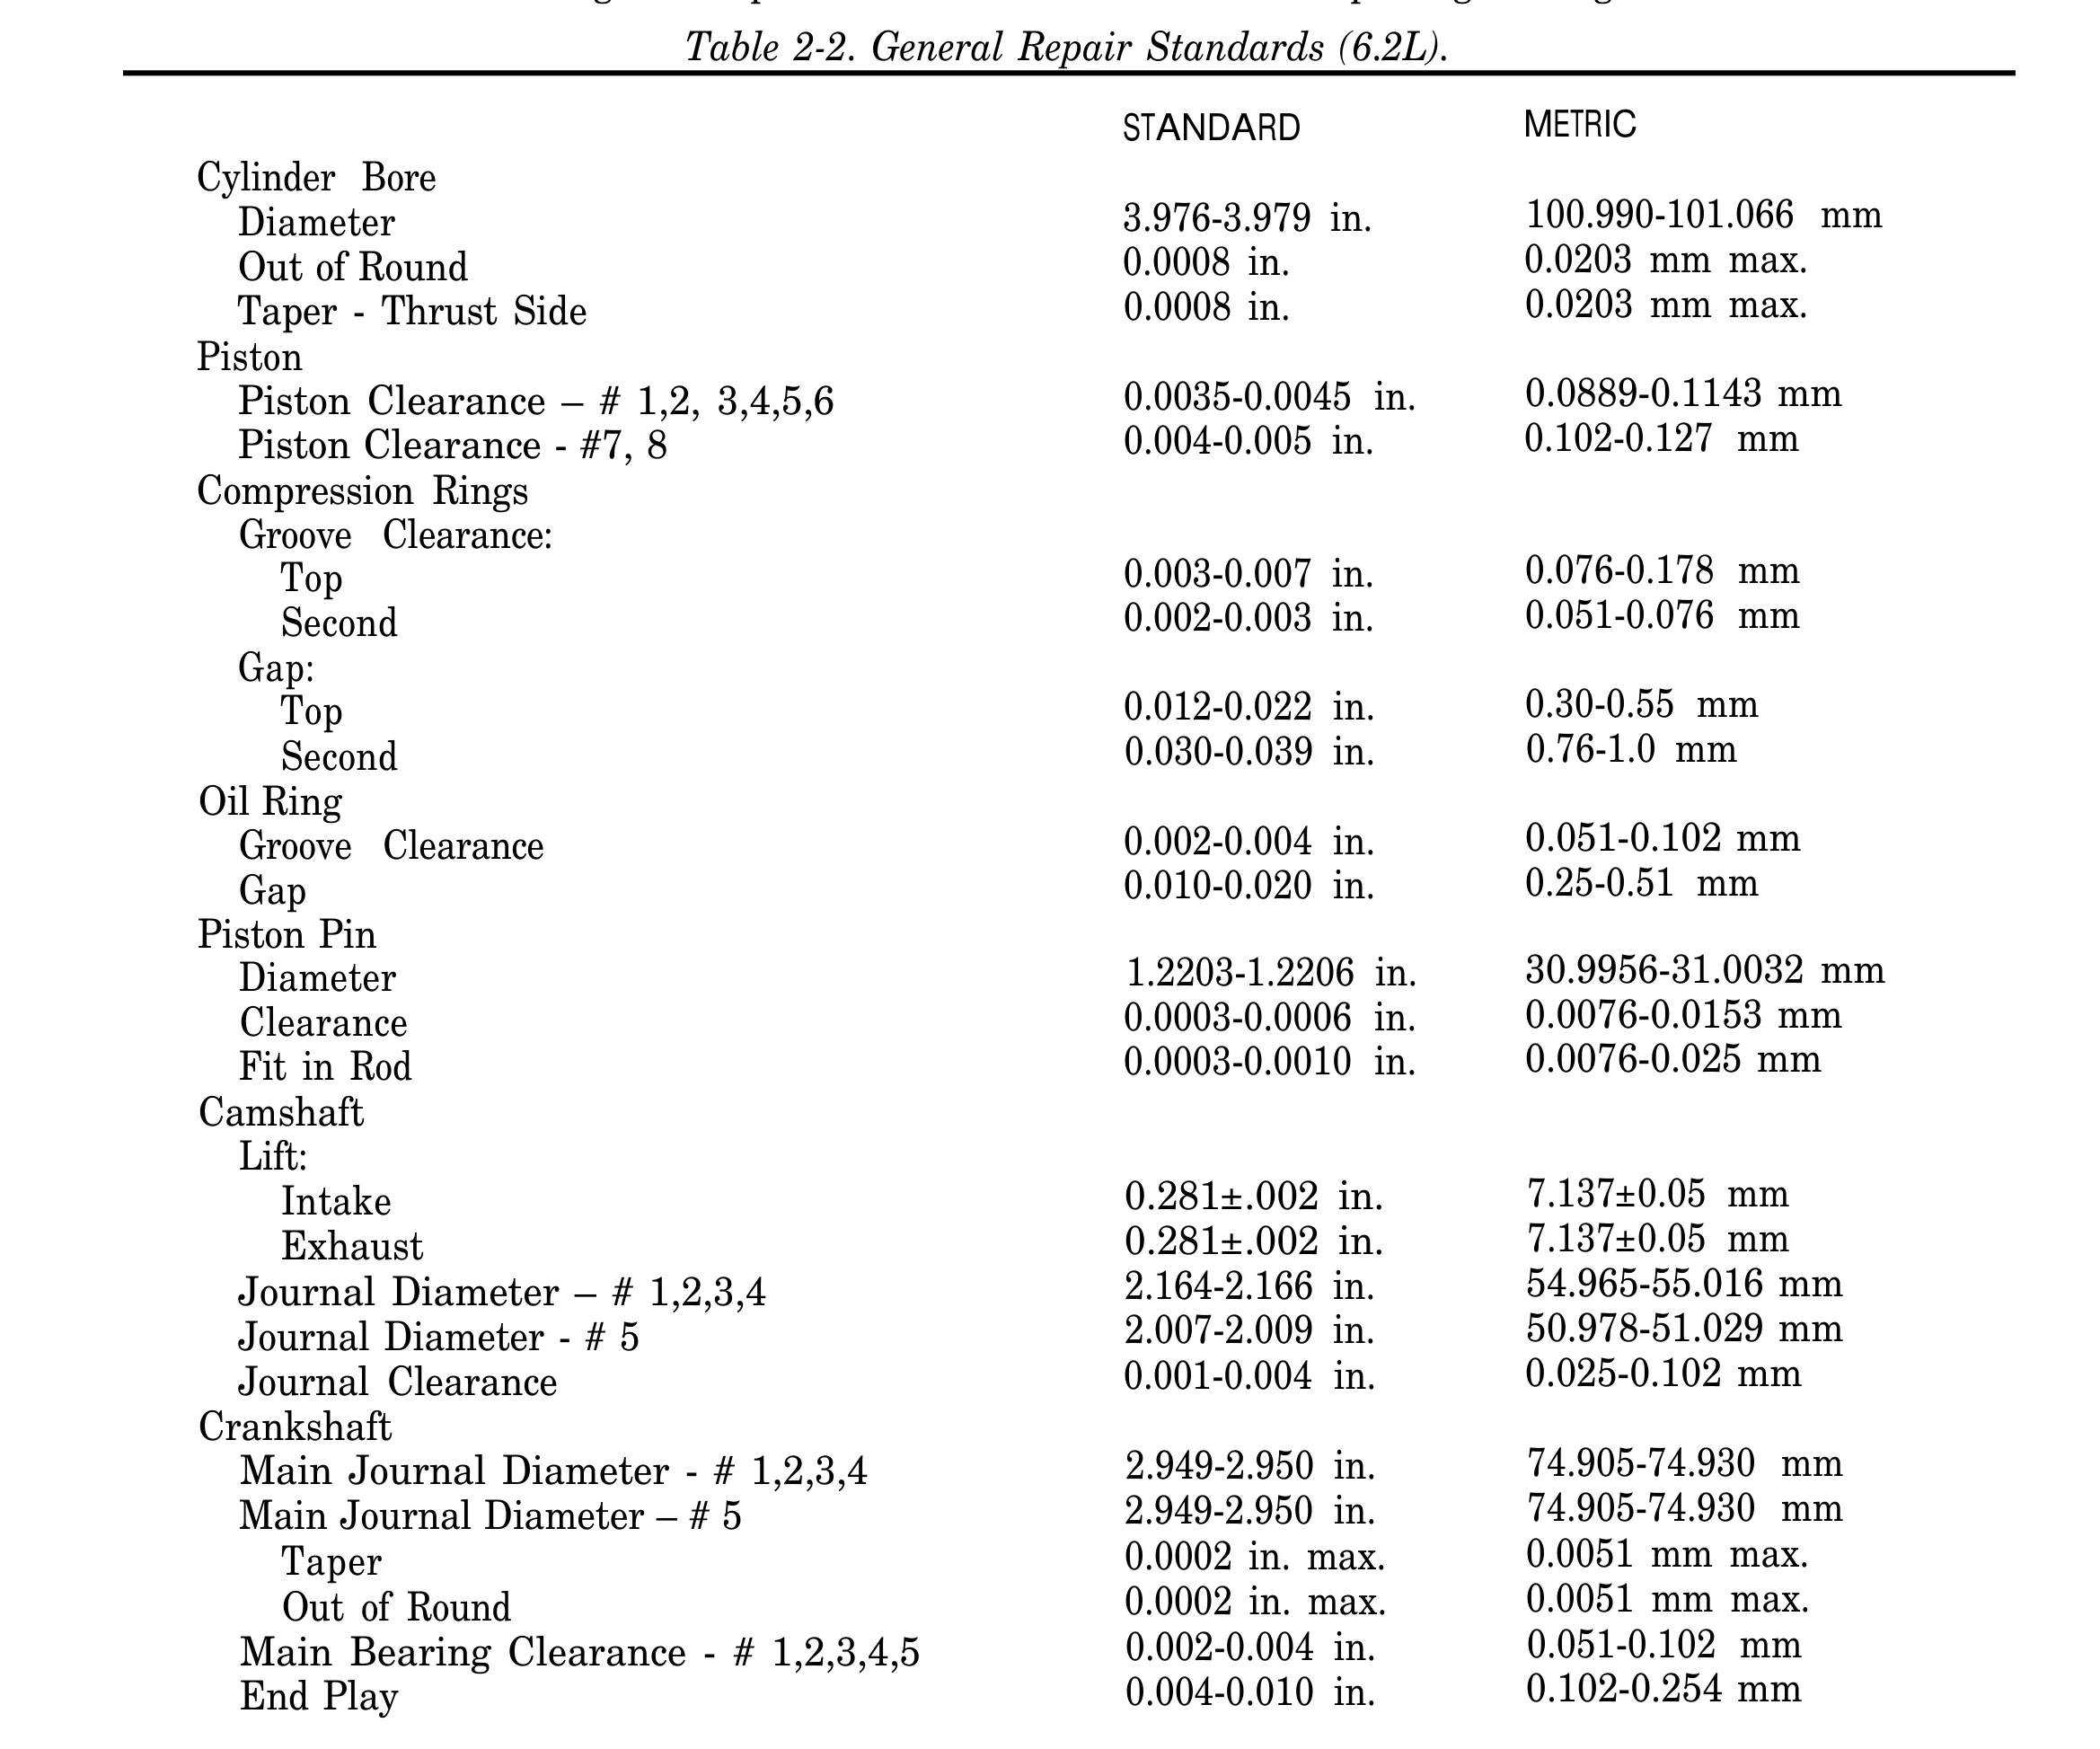 Table 2-2. General Repair Standards (6.2L).
STANDARD METRIC
Cylinder Bore
Diameter 3.976-3.979 in. 100.990-101.066 mm
Out of Round 0.0008 in. 0.0203 mm max.
Taper - Thrust Side 0.0008 in. 0.0203 mm max.
Piston
Piston Clearance – # 1,2, 3,4,5,6 0.0035-0.0045 in. 0.0889-0.1143 mm
Piston Clearance - #7, 8 0.004-0.005 in. 0.102-0.127 mm
Compression Rings
Groove Clearance:
Top 0.003-0.007 in. 0.076-0.178 mm
Second 0.002-0.003 in. 0.051-0.076 mm
Gap:
Top 0.012-0.022 in. 0.30-0.55 mm
Second 0.030-0.039 in. 0.76-1.0 mm
Oil Ring
Groove Clearance 0.002-0.004 in. 0.051-0.102 mm
Gap 0.010-0.020 in. 0.25-0.51 mm
Piston Pin
Diameter 1.2203-1.2206 in. 30.9956-31.0032 mm
Clearance 0.0003-0.0006 in. 0.0076-0.0153 mm
Fit in Rod 0.0003-0.0010 in. 0.0076-0.025 mm
Camshaft
Lift:
Intake 0.281±.002 in. 7.137±0.05 mm
Exhaust 0.281±.002 in. 7.137±0.05 mm
Journal Diameter – # 1,2,3,4 2.164-2.166 in. 54.965-55.016 mm
Journal Diameter - # 5 2.007-2.009 in. 50.978-51.029 mm
Journal Clearance 0.001-0.004 in. 0.025-0.102 mm
Crankshaft
Main Journal Diameter - # 1,2,3,4 2.949-2.950 in. 74.905-74.930 mm
Main Journal Diameter – # 5 2.949-2.950 in. 74.905-74.930 mm
Taper 0.0002 in. max. 0.0051 mm max.
Out of Round 0.0002 in. max. 0.0051 mm max.
Main Bearing Clearance - # 1,2,3,4,5 0.002-0.004 in. 0.051-0.102 mm
End Play 0.004-0.010 in. 0.102-0.254 mm